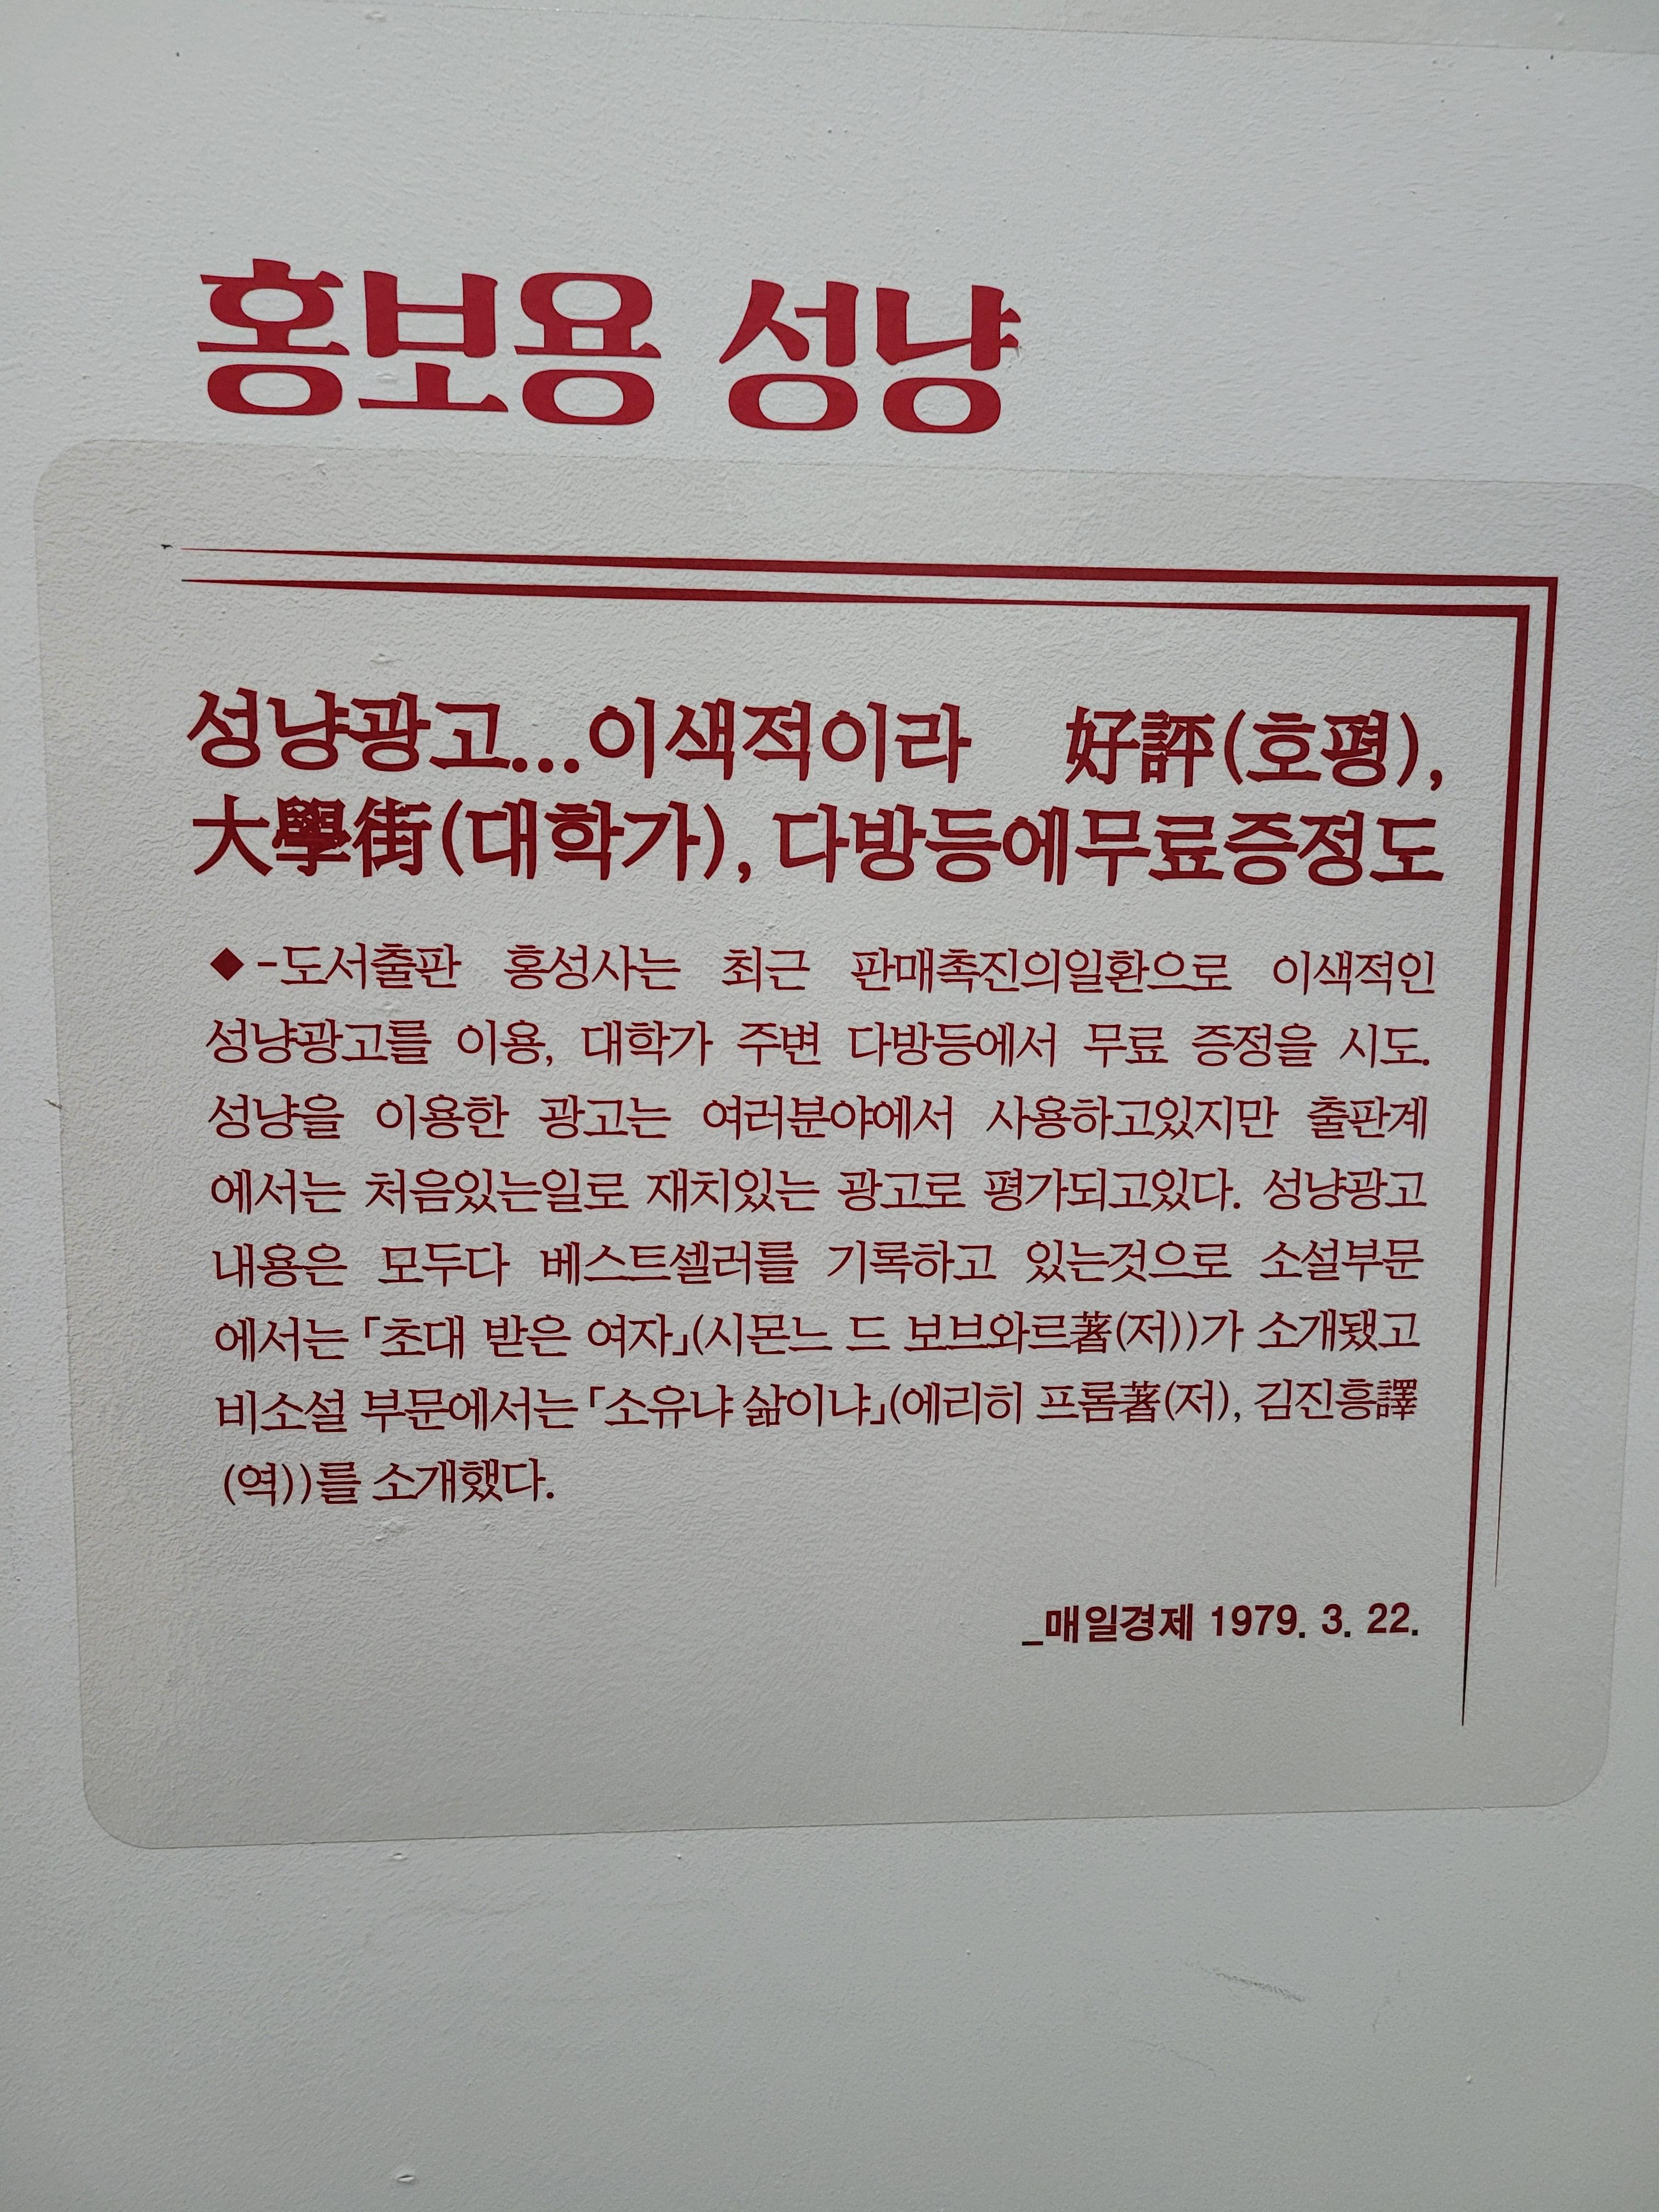 홍보용 성냥
성냥광고...이색적이라 好評(호평),
大學街(대학가), 다방등에무료증정도
◆-도서출판 홍성사는 최근 판매촉진의일환으로 이색적인
성냥광고를 이용, 대학가 주변 다방등에서 무료 증정을 시도.
성냥을 이용한 광고는 여러분야에서 사용하고있지만 출판계
에서는 처음있는일로 재치있는 광고로 평가되고있다. 성냥광고
내용은 모두다 베스트셀러를 기록하고 있는것으로 소설부문
에서는 「초대 받은 여자」(시몬느 드 보브와르著(저))가 소개됐고
비소설 부문에서는 「소유냐 삶이냐」(에리히 프롬著(저), 김진흥譯
(역))를 소개했다.
_매일경제 1979. 3. 22.